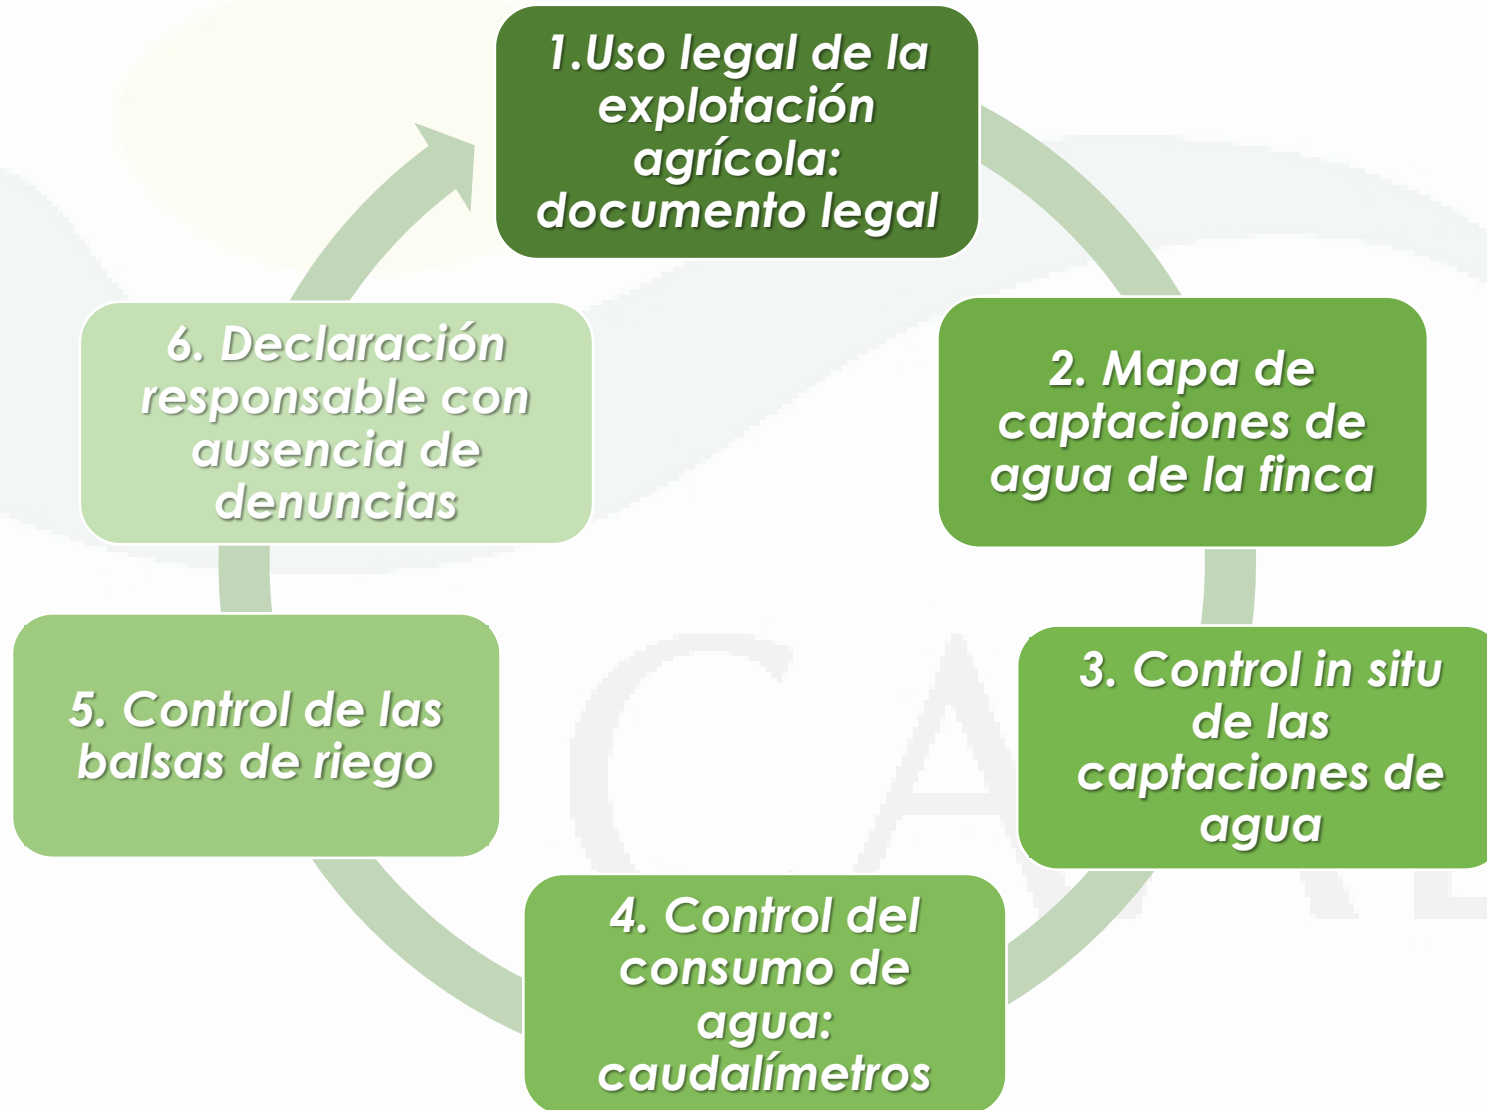 1.Uso legal de la
explotación
agrícola:
documento legal
2. Mapa de
captaciones de
agua de la finca
3. Control in situ
de las
captaciones de
agua
4. Control del
consumo de
agua:
caudalímetros
5. Control de las
balsas de riego
6. Declaración
responsable con
ausencia de
denuncias